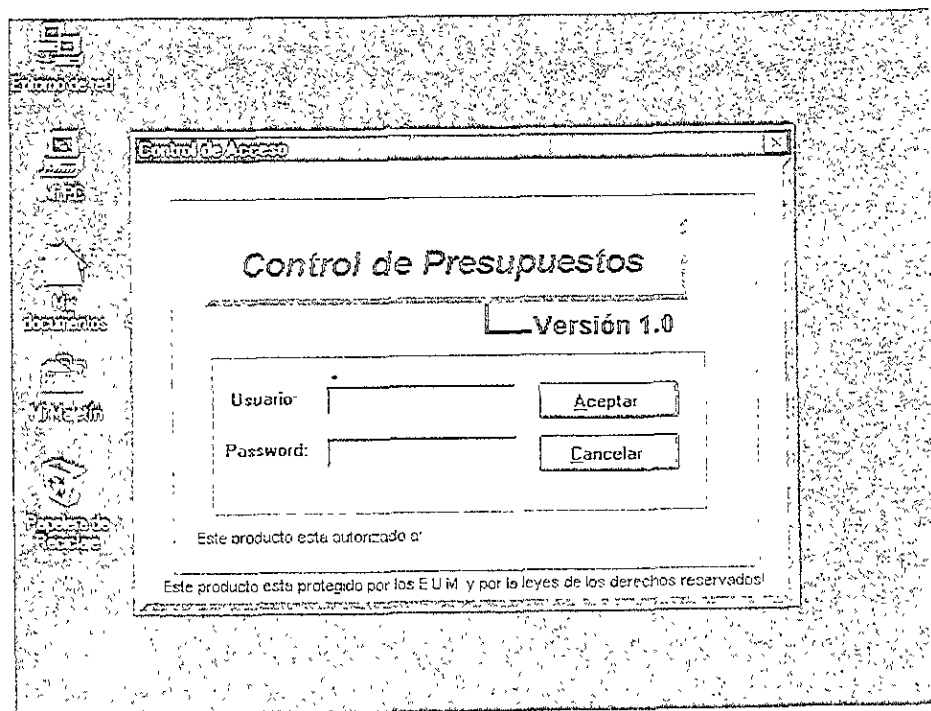 Entorno de red
Mi PC
Mis
documentos
Mi Maletín
Papelera de
Reciclaje
Control de Acceso
Control de Presupuestos
Versión 1.0
Usuario:
Aceptar
Password:
Cancelar
Este producto esta autorizado a:
Este producto esta protegido por los E.U.M. y por la leyes de los derechos reservados!